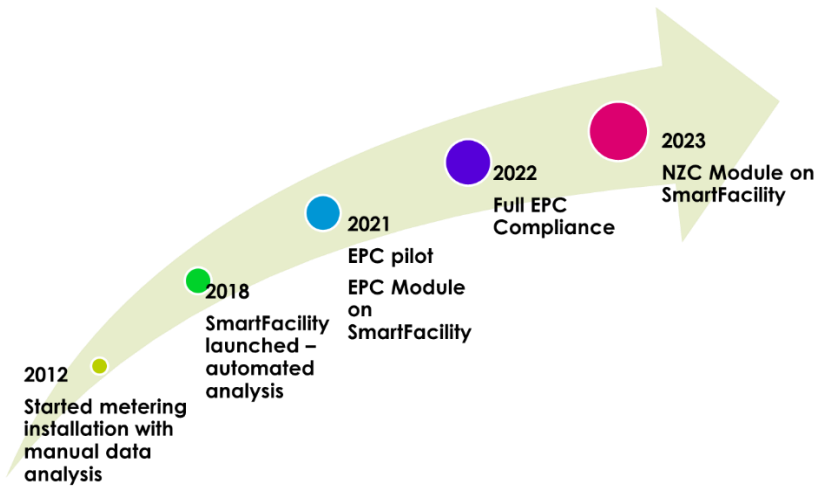 2012
Started metering
installation with
manual data
analysis
2018
SmartFacility
launched –
automated
analysis
2021
EPC pilot
EPC Module
on
SmartFacility
2022
Full EPC
Compliance
2023
NZC Module on
SmartFacility